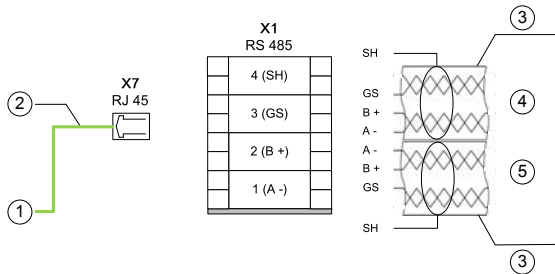 3
X1
RS 485
SH
4 (SH)
X7
RJ 45
GS
4
2
3 (GS)
B +
A -
2 (B +)
A -
B +
5
1 (A -)
GS
1
SH
3